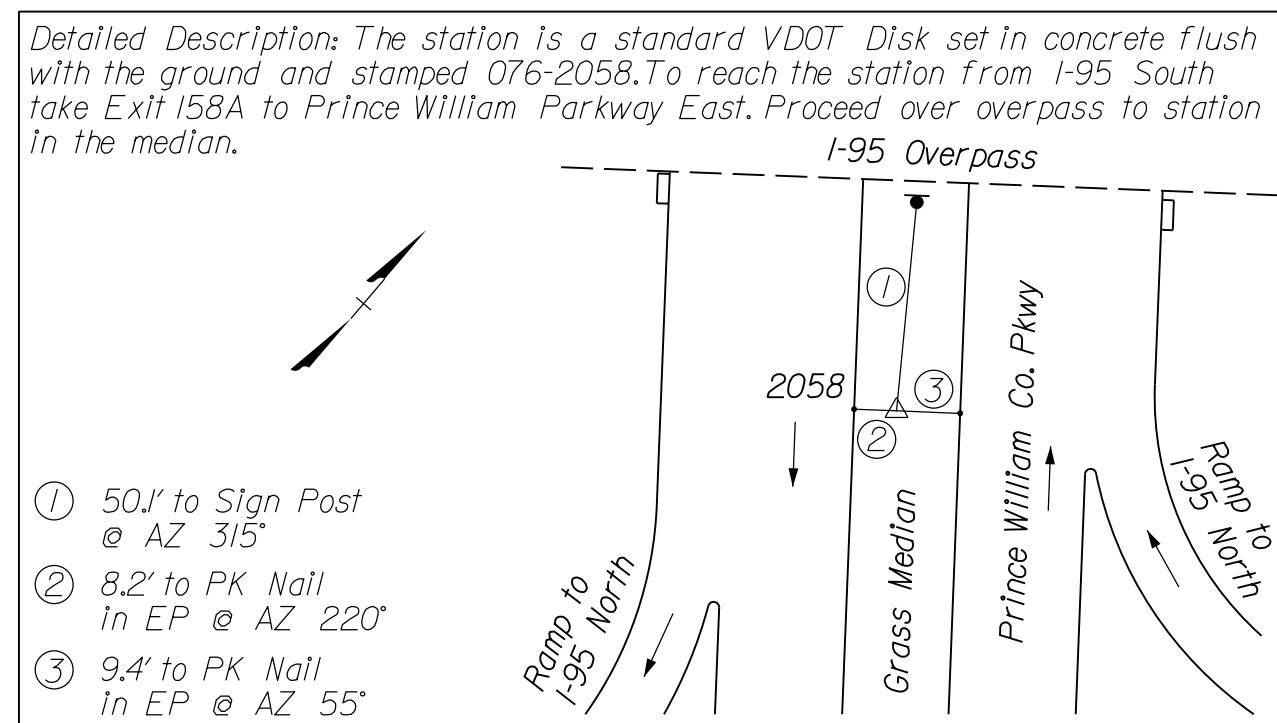 Detailed Description: The station is a standard VDOT Disk set in concrete flush
with the ground and stamped 076-2058. To reach the station from I-95 South
take Exit 158A to Prince William Parkway East. Proceed over overpass to station
in the median.
I-95 Overpass
1
2058
3
2
Prince William Co. Pkwy
Grass Median
Ramp to
I-95 North
Ramp to
I-95 North
1 50.1' to Sign Post
@ AZ 315°
2 8.2' to PK Nail
in EP @ AZ 220°
3 9.4' to PK Nail
in EP @ AZ 55°